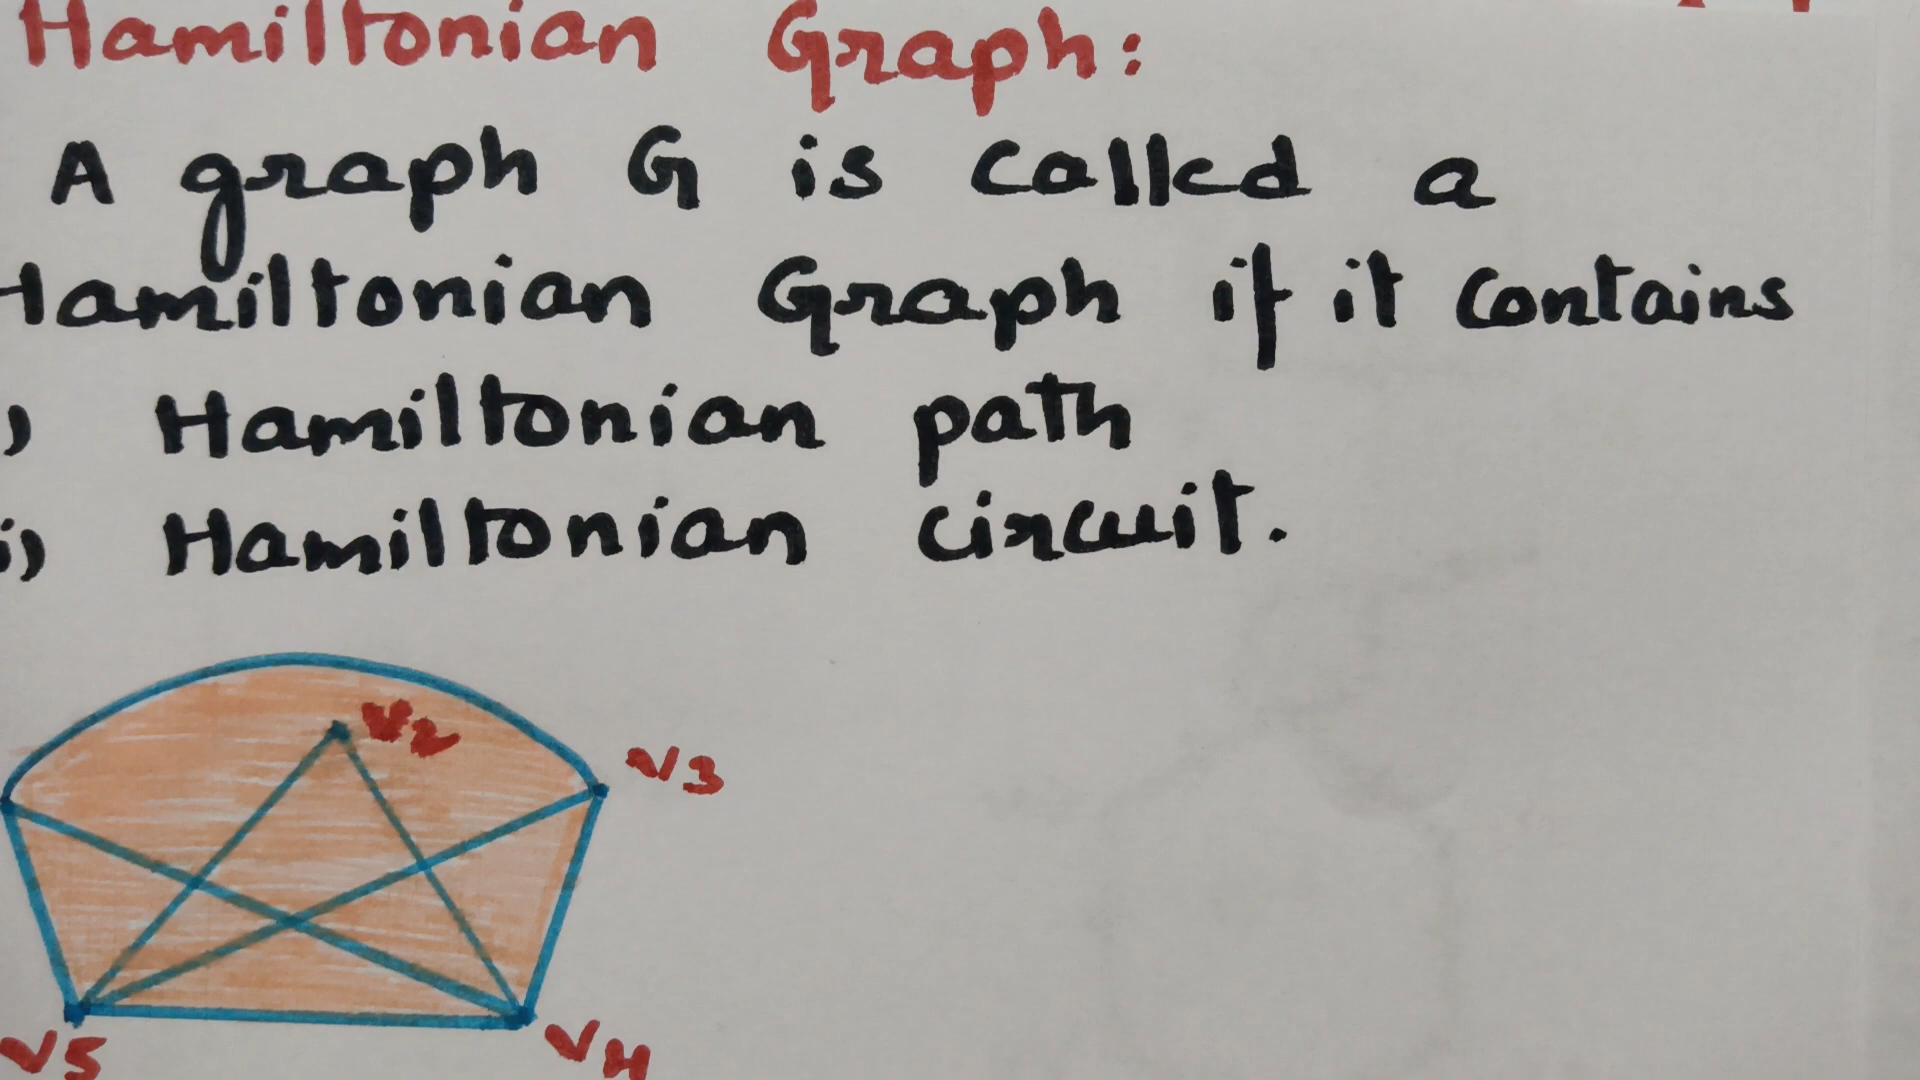 Hamiltonian Graph:
A graph G is called a
Hamiltonian Graph if it contains
) Hamiltonian path
i) Hamiltonian circuit.
V2
V3
V5
V4